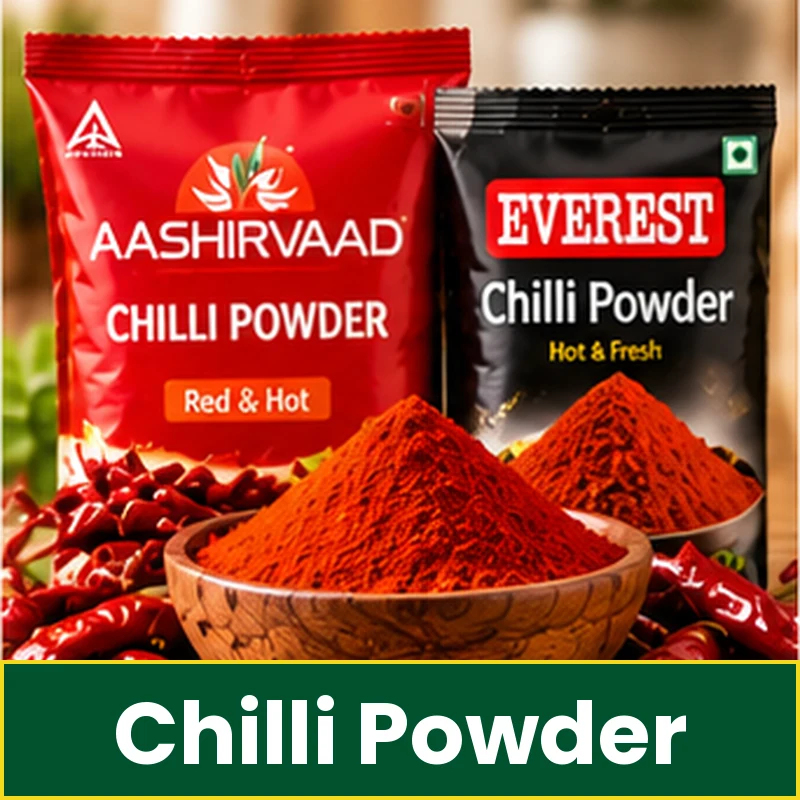 AASHIRVAAD
CHILLI POWDER
Red & Hot
EVEREST
Chilli Powder
Hot & Fresh
Chilli Powder